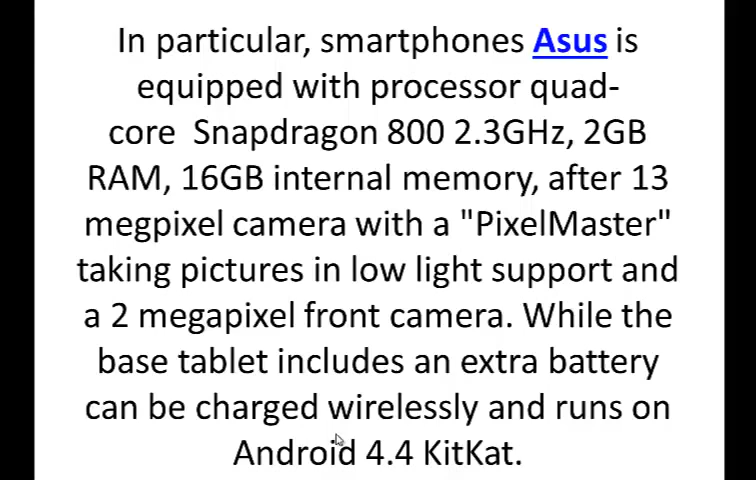 In particular, smartphones Asus is
equipped with processor quad-
core  Snapdragon 800 2.3GHz, 2GB
RAM, 16GB internal memory, after 13
megpixel camera with a "PixelMaster"
taking pictures in low light support and
a 2 megapixel front camera. While the
base tablet includes an extra battery
can be charged wirelessly and runs on
Android 4.4 KitKat.